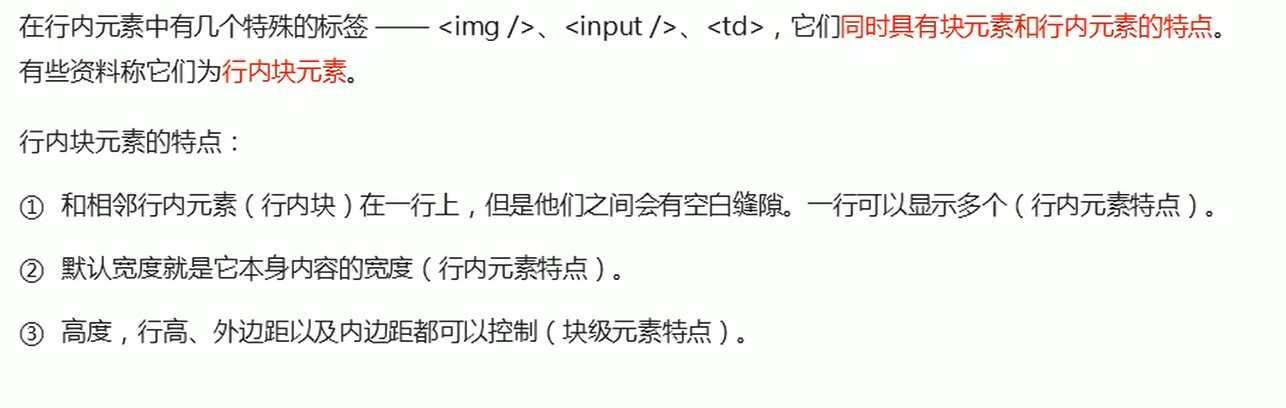 在行内元素中有几个特殊的标签 —— <img />、<input />、<td>，它们同时具有块元素和行内元素的特点。
有些资料称它们为行内块元素。
行内块元素的特点：
① 和相邻行内元素（行内块）在一行上，但是他们之间会有空白缝隙。一行可以显示多个（行内元素特点）。
② 默认宽度就是它本身内容的宽度（行内元素特点）。
③ 高度，行高、外边距以及内边距都可以控制（块级元素特点）。